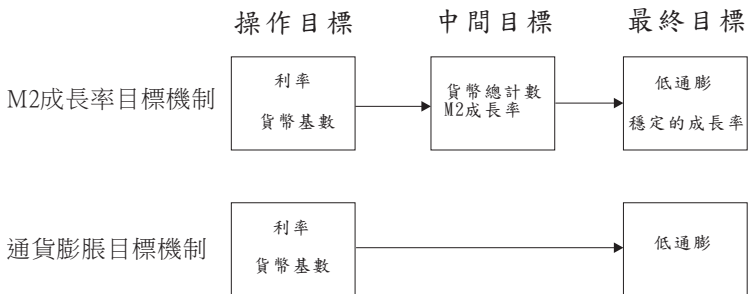 操作目標 中間目標 最終目標
M2成長率目標機制
利率
貨幣基數
貨幣總計數
M2成長率
低通膨
穩定的成長率
通貨膨脹目標機制
利率
貨幣基數
低通膨